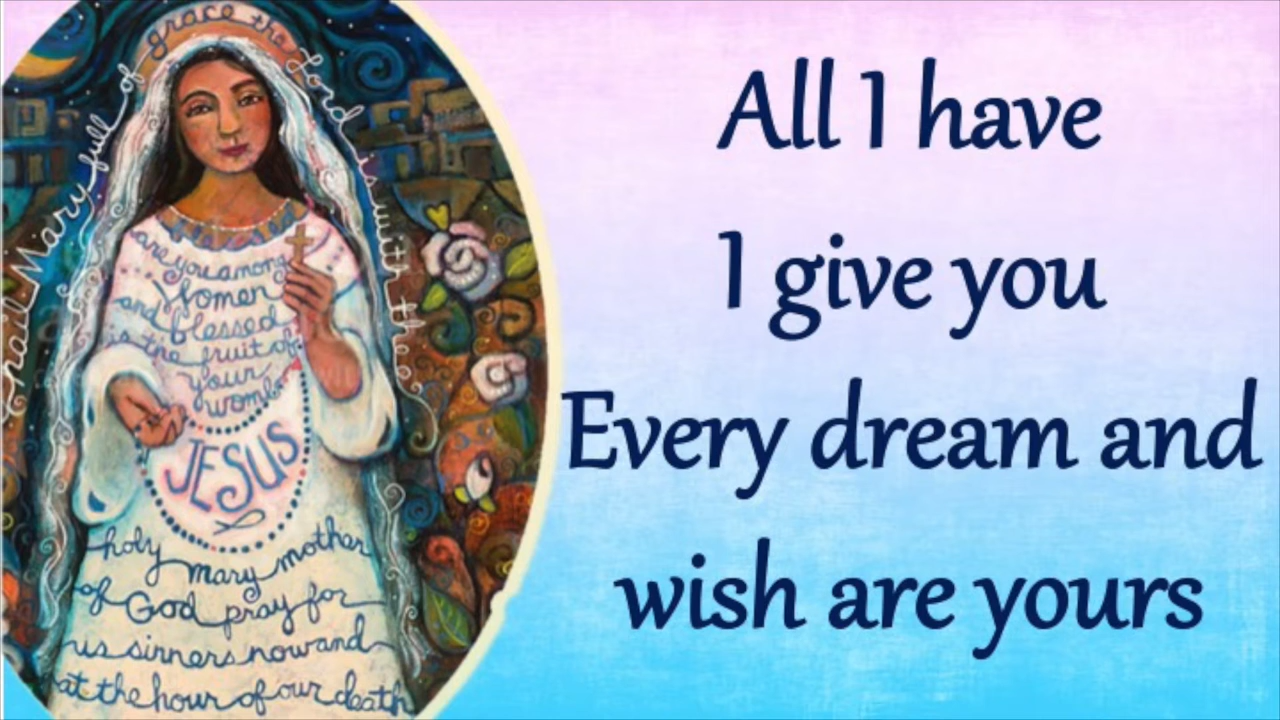 hail Mary full of grace the Lord is with thee
blessed
are you among
women
and blessed
is the fruit of
your
womb
JESUS
holy mary mother
of God pray for
us sinners now and
at the hour of our death
All I have
I give you
Every dream and
wish are yours